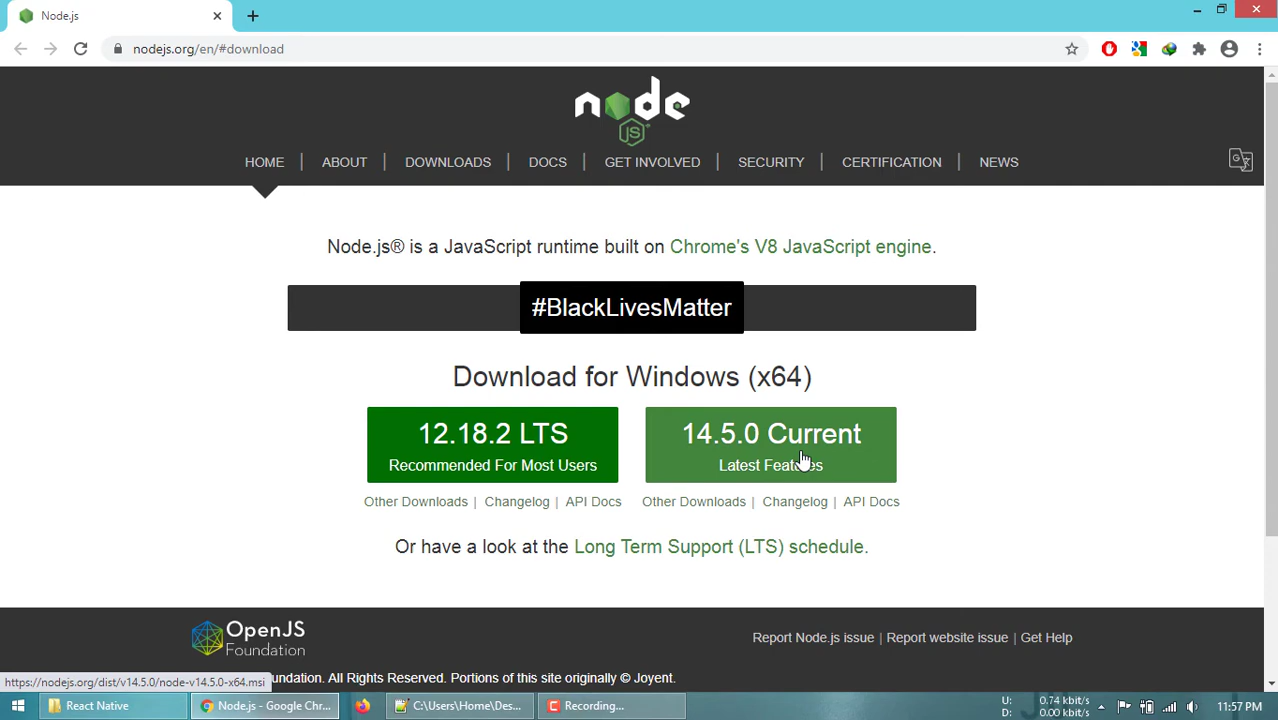 Node.js
nodejs.org/en/#download
node
JS
HOME
ABOUT
DOWNLOADS
DOCS
GET INVOLVED
SECURITY
CERTIFICATION
NEWS
Node.js® is a JavaScript runtime built on Chrome's V8 JavaScript engine.
#BlackLivesMatter
Download for Windows (x64)
12.18.2 LTS
Recommended For Most Users
14.5.0 Current
Latest Features
Other Downloads | Changelog | API Docs
Other Downloads | Changelog | API Docs
Or have a look at the Long Term Support (LTS) schedule.
OpenJS
Foundation
Report Node.js issue | Report website issue | Get Help
https://nodejs.org/dist/v14.5.0/node-v14.5.0-x64.msi
undation. All Rights Reserved. Portions of this site originally © Joyent.
React Native
Node.js - Google Chr...
C:\Users\Home\Des...
Recording...
U: 0.74 kbit/s
D: 0.00 kbit/s
11:57 PM